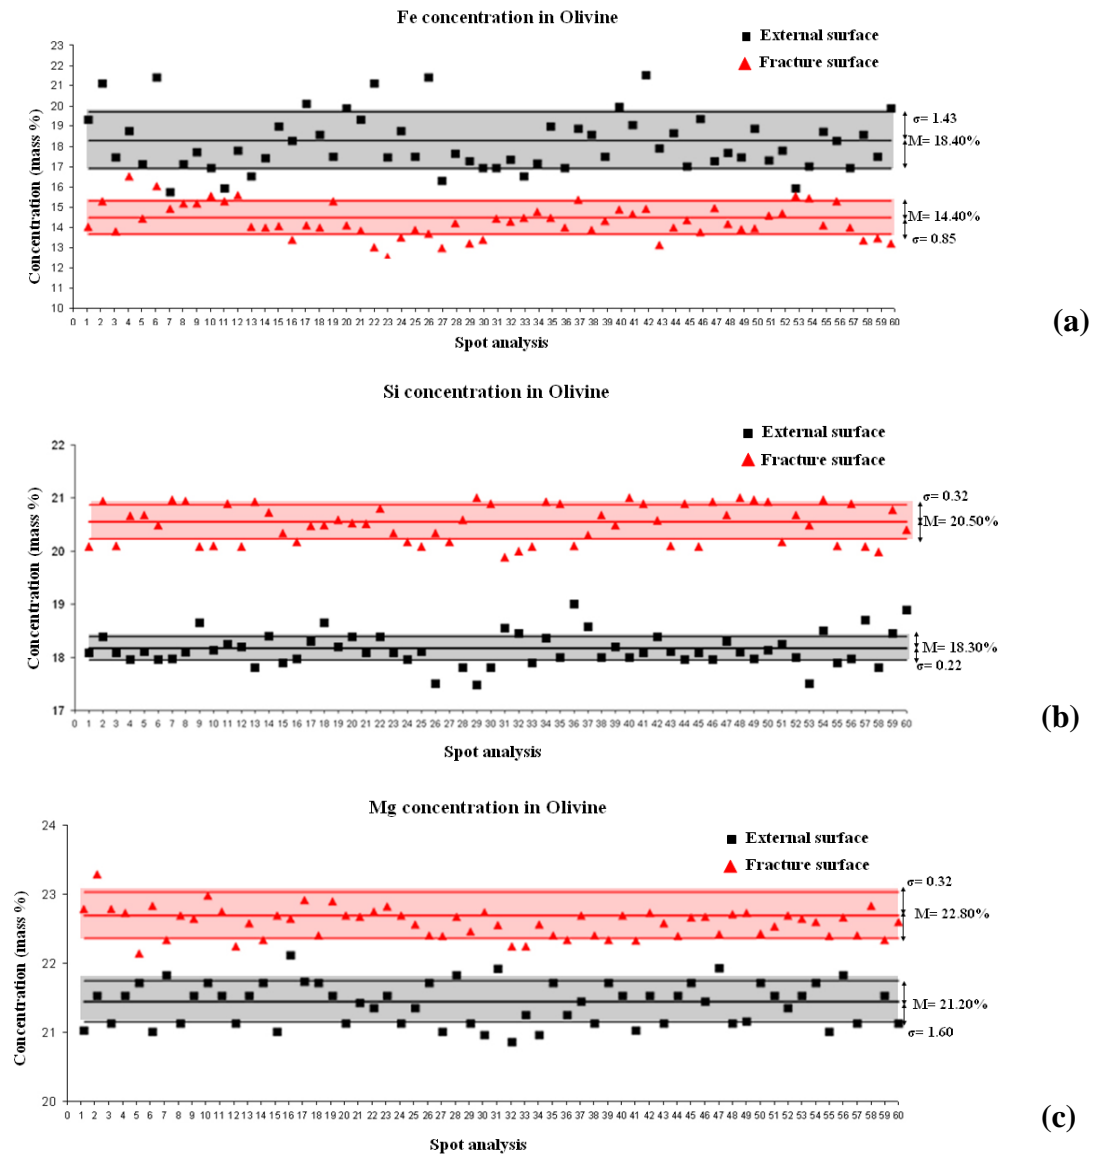 Fe concentration in Olivine
External surface
Fracture surface
Concentration (mass %)
23
22
21
20
19
18
17
16
15
14
13
12
11
10
σ= 1.43
M= 18.40%
M= 14.40%
σ= 0.85
0 1 2 3 4 5 6 7 8 9 10 11 12 13 14 15 16 17 18 19 20 21 22 23 24 25 26 27 28 29 30 31 32 33 34 35 36 37 38 39 40 41 42 43 44 45 46 47 48 49 50 51 52 53 54 55 56 57 58 59 60
Spot analysis
(a)
Si concentration in Olivine
External surface
Fracture surface
Concentration (mass %)
22
21
20
19
18
17
σ= 0.32
M= 20.50%
M= 18.30%
σ= 0.22
0 1 2 3 4 5 6 7 8 9 10 11 12 13 14 15 16 17 18 19 20 21 22 23 24 25 26 27 28 29 30 31 32 33 34 35 36 37 38 39 40 41 42 43 44 45 46 47 48 49 50 51 52 53 54 55 56 57 58 59 60
Spot analysis
(b)
Mg concentration in Olivine
External surface
Fracture surface
Concentration (mass %)
24
23
22
21
20
σ= 0.32
M= 22.80%
M= 21.20%
σ= 1.60
0 1 2 3 4 5 6 7 8 9 10 11 12 13 14 15 16 17 18 19 20 21 22 23 24 25 26 27 28 29 30 31 32 33 34 35 36 37 38 39 40 41 42 43 44 45 46 47 48 49 50 51 52 53 54 55 56 57 58 59 60
Spot analysis
(c)